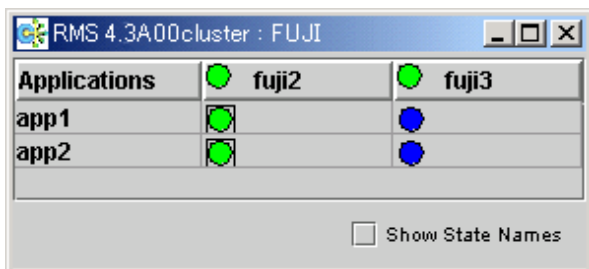 RMS 4.3A00cluster : FUJI
Applications fuji2 fuji3
app1
app2
Show State Names